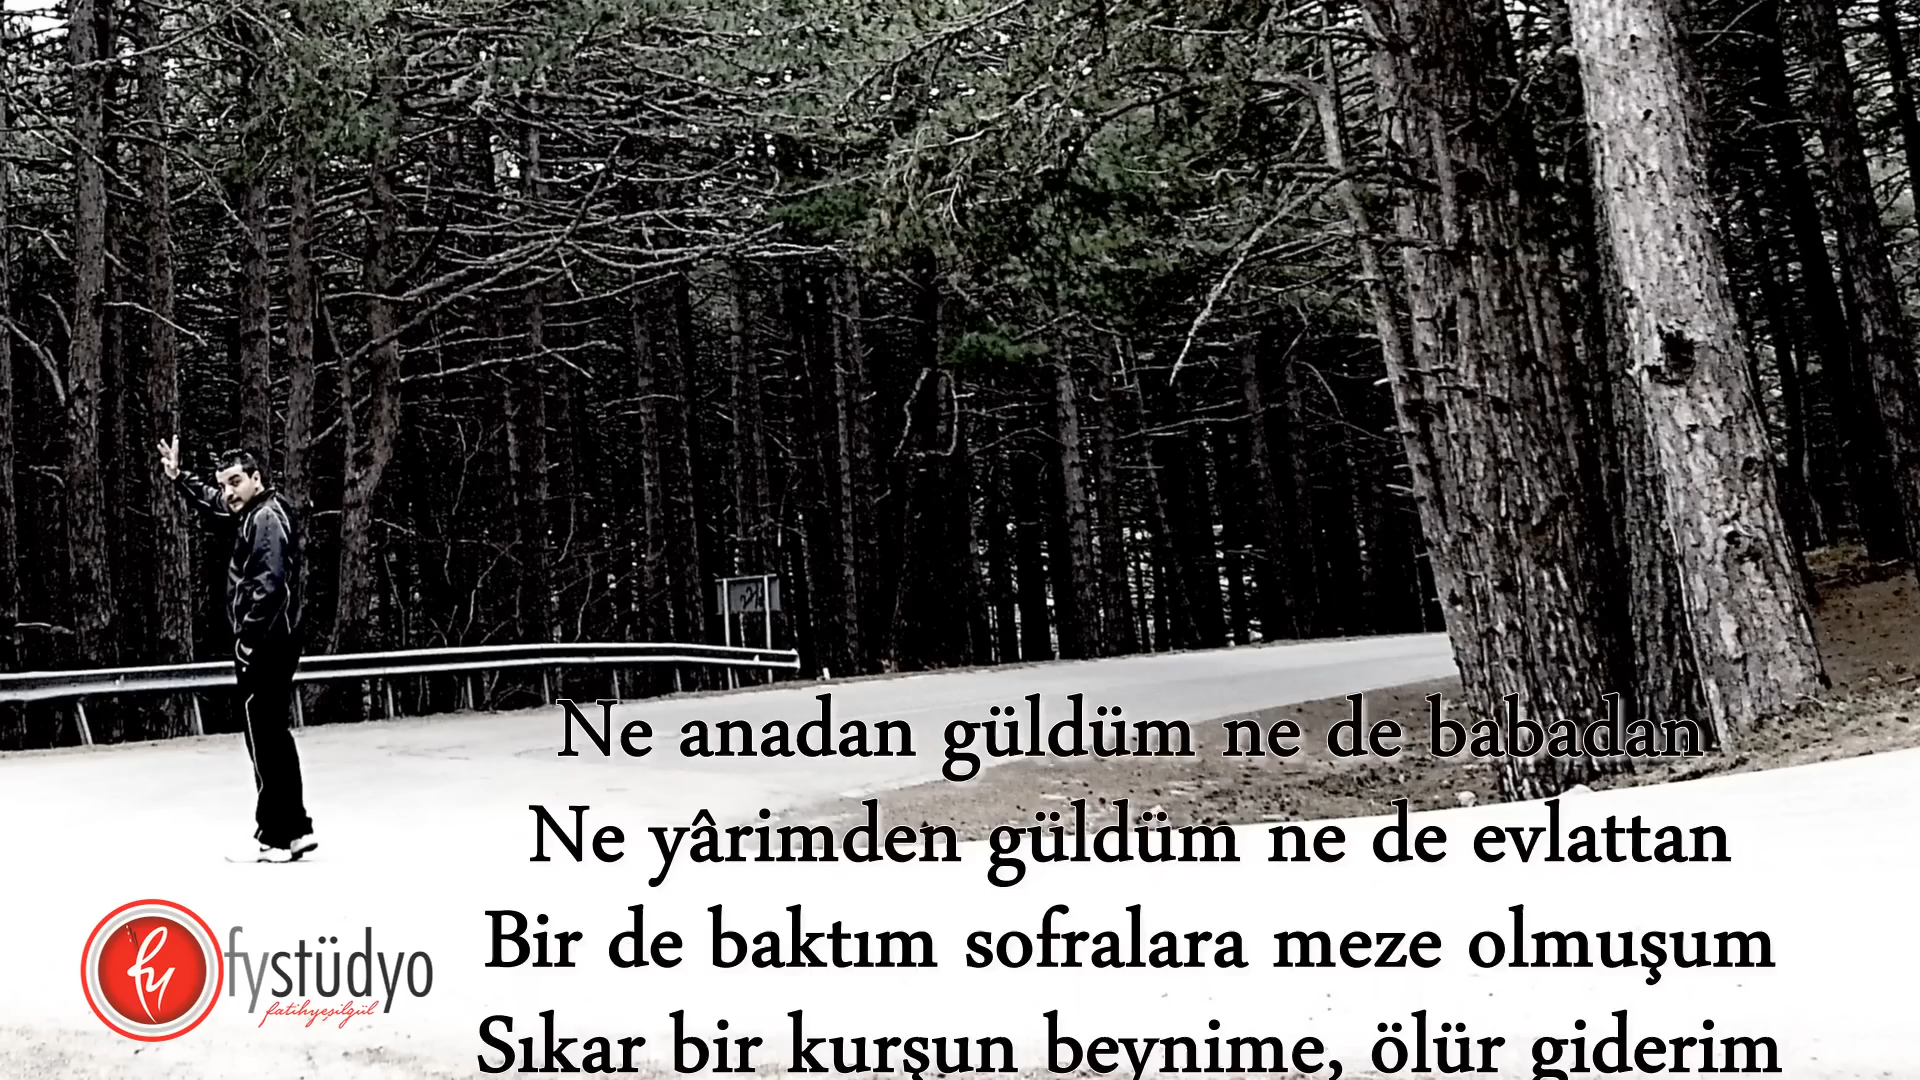 Ne anadan güldüm ne de babadan
Ne yârimden güldüm ne de evlattan
Bir de baktım sofralara meze olmuşum
Sıkar bir kurşun beynime, ölür giderim
fy
fystüdyo
fatihyeşilgül